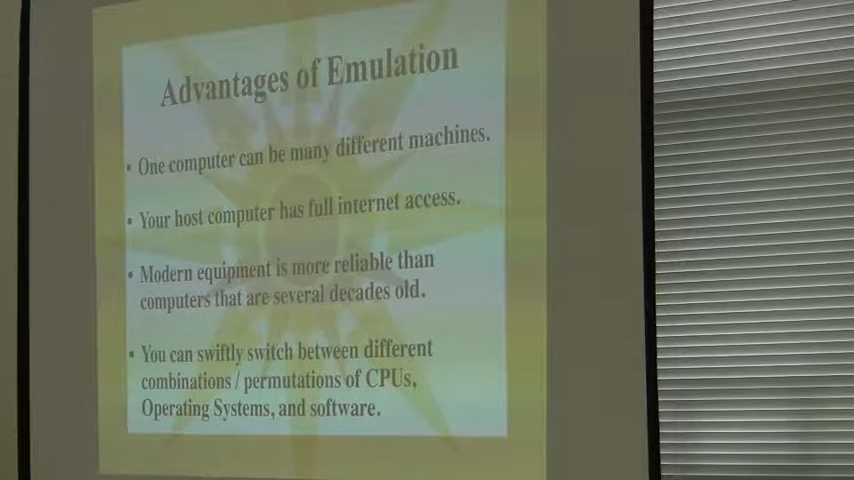 Advantages of Emulation
• One computer can be many different machines.
• Your host computer has full internet access.
• Modern equipment is more reliable than
computers that are several decades old.
• You can swiftly switch between different
combinations / permutations of CPUs,
Operating Systems, and software.